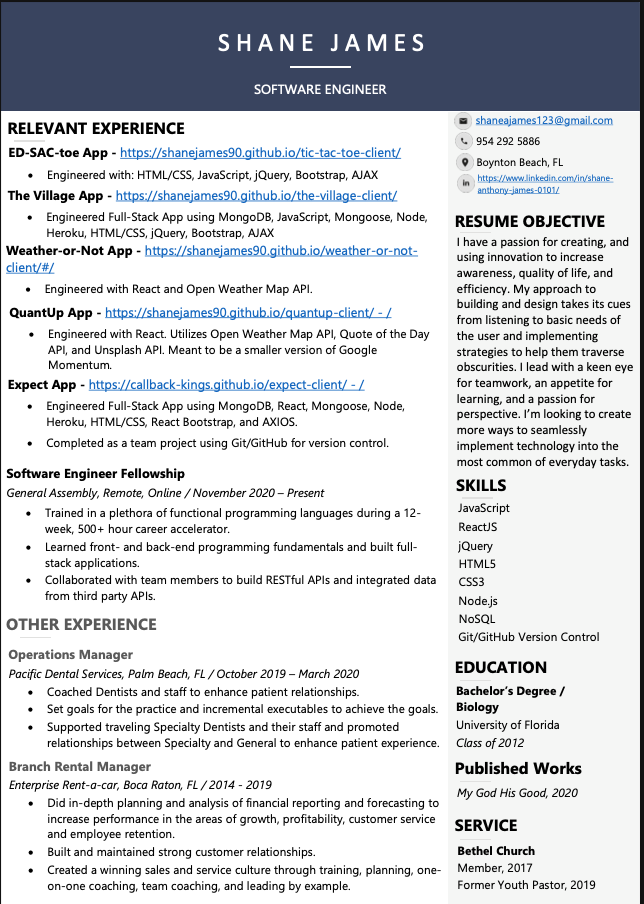 SHANE JAMES
SOFTWARE ENGINEER
RELEVANT EXPERIENCE
ED-SAC-toe App - https://shanejames90.github.io/tic-tac-toe-client/
• Engineered with: HTML/CSS, JavaScript, jQuery, Bootstrap, AJAX
The Village App - https://shanejames90.github.io/the-village-client/
• Engineered Full-Stack App using MongoDB, JavaScript, Mongoose, Node,
Heroku, HTML/CSS, jQuery, Bootstrap, AJAX
Weather-or-Not App - https://shanejames90.github.io/weather-or-not-
client/#/
• Engineered with React and Open Weather Map API.
QuantUp App - https://shanejames90.github.io/quantup-client/ - /
• Engineered with React. Utilizes Open Weather Map API, Quote of the Day
API, and Unsplash API. Meant to be a smaller version of Google
Momentum.
Expect App - https://callback-kings.github.io/expect-client/ - /
• Engineered Full-Stack App using MongoDB, React, Mongoose, Node,
Heroku, HTML/CSS, React Bootstrap, and AXIOS.
• Completed as a team project using Git/GitHub for version control.
Software Engineer Fellowship
General Assembly, Remote, Online / November 2020 – Present
• Trained in a plethora of functional programming languages during a 12-
week, 500+ hour career accelerator.
• Learned front- and back-end programming fundamentals and built full-
stack applications.
• Collaborated with team members to build RESTful APIs and integrated data
from third party APIs.
OTHER EXPERIENCE
Operations Manager
Pacific Dental Services, Palm Beach, FL / October 2019 – March 2020
• Coached Dentists and staff to enhance patient relationships.
• Set goals for the practice and incremental executables to achieve the goals.
• Supported traveling Specialty Dentists and their staff and promoted
relationships between Specialty and General to enhance patient experience.
Branch Rental Manager
Enterprise Rent-a-car, Boca Raton, FL / 2014 - 2019
• Did in-depth planning and analysis of financial reporting and forecasting to
increase performance in the areas of growth, profitability, customer service
and employee retention.
• Built and maintained strong customer relationships.
• Created a winning sales and service culture through training, planning, one-
on-one coaching, team coaching, and leading by example.
shaneajames123@gmail.com
954 292 5886
Boynton Beach, FL
in
https://www.linkedin.com/in/shane-
anthony-james-0101/
RESUME OBJECTIVE
I have a passion for creating, and
using innovation to increase
awareness, quality of life, and
efficiency. My approach to
building and design takes its cues
from listening to basic needs of
the user and implementing
strategies to help them traverse
obscurities. I lead with a keen eye
for teamwork, an appetite for
learning, and a passion for
perspective. I'm looking to create
more ways to seamlessly
implement technology into the
most common of everyday tasks.
SKILLS
JavaScript
ReactJS
jQuery
HTML5
CSS3
Node.js
NoSQL
Git/GitHub Version Control
EDUCATION
Bachelor's Degree /
Biology
University of Florida
Class of 2012
Published Works
My God His Good, 2020
SERVICE
Bethel Church
Member, 2017
Former Youth Pastor, 2019